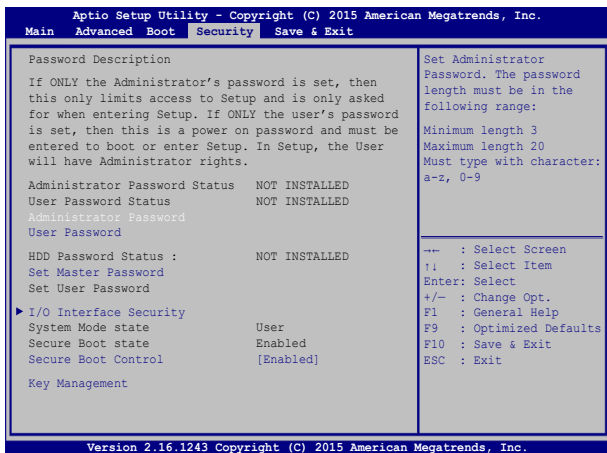 Aptio Setup Utility - Copyright (C) 2015 American Megatrends, Inc.
Main Advanced Boot Security Save & Exit
Password Description
If ONLY the Administrator's password is set, then
this only limits access to Setup and is only asked
for when entering Setup. If ONLY the user's password
is set, then this is a power on password and must be
entered to boot or enter Setup. In Setup, the User
will have Administrator rights.
Administrator Password Status NOT INSTALLED
User Password Status NOT INSTALLED
Administrator Password
User Password
HDD Password Status : NOT INSTALLED
Set Master Password
Set User Password
I/O Interface Security
System Mode state User
Secure Boot state Enabled
Secure Boot Control [Enabled]
Key Management
Set Administrator
Password. The password
length must be in the
following range:
Minimum length 3
Maximum length 20
Must type with character:
a-z, 0-9
→← : Select Screen
↑↓ : Select Item
Enter: Select
+/— : Change Opt.
F1 : General Help
F9 : Optimized Defaults
F10 : Save & Exit
ESC : Exit
Version 2.16.1243 Copyright (C) 2015 American Megatrends, Inc.